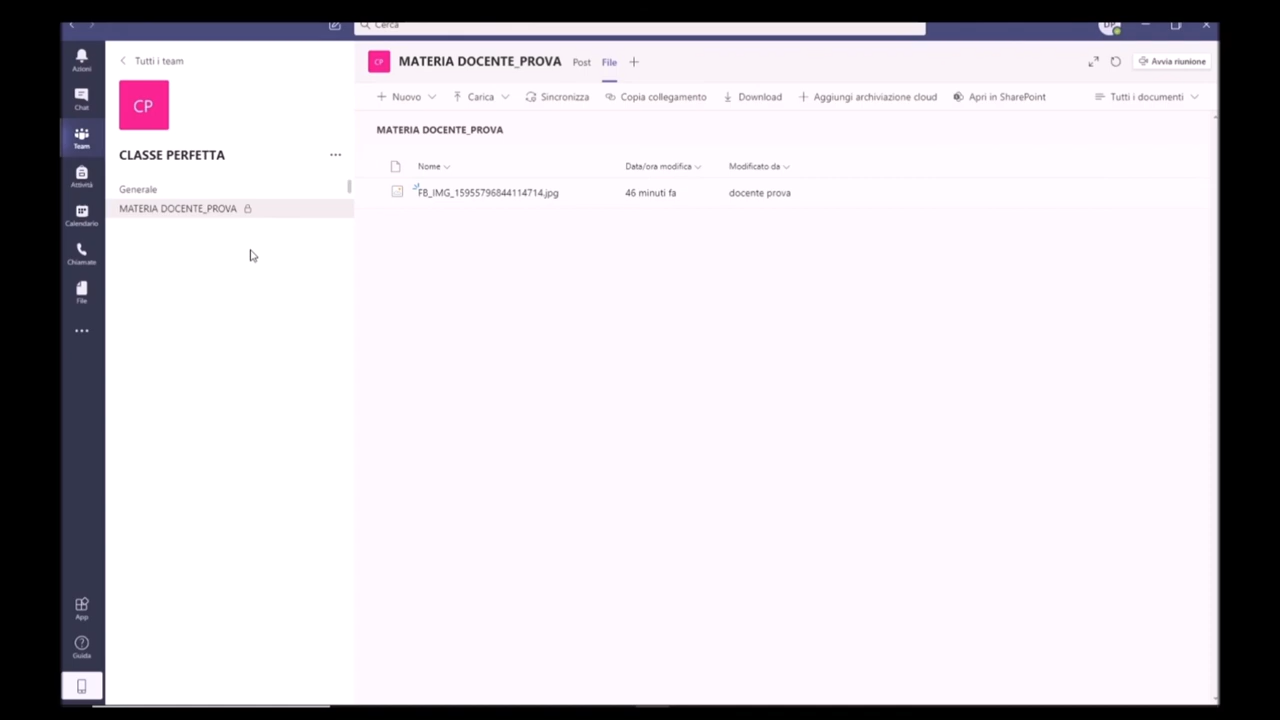 Cerca
DP
Azioni
Chat
Team
Attività
Calendario
Chiamate
File
App
Guida
Tutti i team
CP
CLASSE PERFETTA
Generale
MATERIA DOCENTE_PROVA
CP MATERIA DOCENTE_PROVA Post File Avvia riunione
Nuovo Carica Sincronizza Copia collegamento Download Aggiungi archiviazione cloud Apri in SharePoint Tutti i documenti
MATERIA DOCENTE_PROVA
Nome Data/ora modifica Modificato da
FB_IMG_15955796844114714.jpg 46 minuti fa docente prova